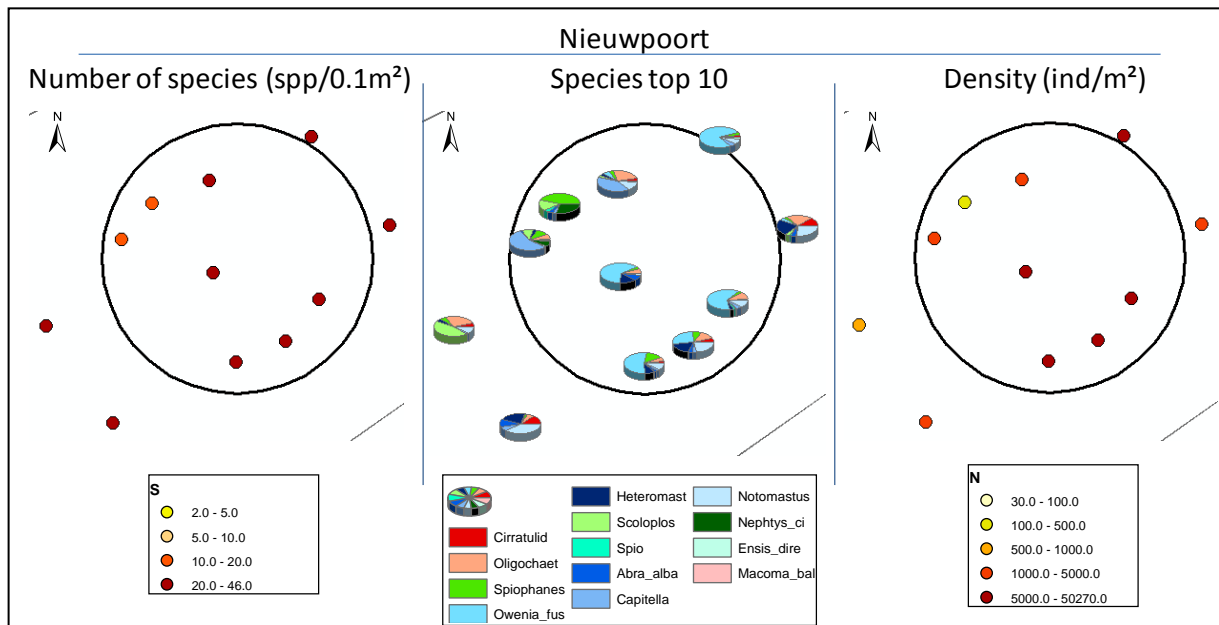 Nieuwpoort
Number of species (spp/0.1m²)
Species top 10
Density (ind/m²)
N
N
N
S
2.0 - 5.0
5.0 - 10.0
10.0 - 20.0
20.0 - 46.0
Cirratulid
Oligochaet
Spiophanes
Owenia_fus
Heteromast
Scoloplos
Spio
Abra_alba
Capitella
Notomastus
Nephtys_ci
Ensis_dire
Macoma_bal
N
30.0 - 100.0
100.0 - 500.0
500.0 - 1000.0
1000.0 - 5000.0
5000.0 - 50270.0